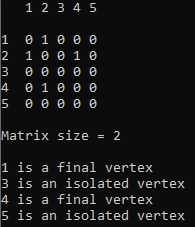 1 2 3 4 5
1 0 1 0 0 0
2 1 0 0 1 0
3 0 0 0 0 0
4 0 1 0 0 0
5 0 0 0 0 0
Matrix size = 2
1 is a final vertex
3 is an isolated vertex
4 is a final vertex
5 is an isolated vertex